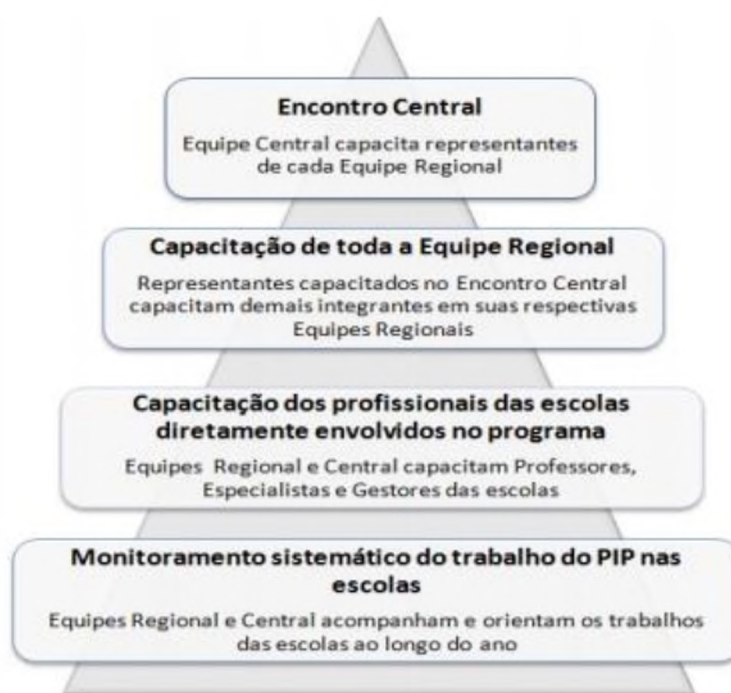 Encontro Central
Equipe Central capacita representantes
de cada Equipe Regional
Capacitação de toda a Equipe Regional
Representantes capacitados no Encontro Central
capacitam demais integrantes em suas respectivas
Equipes Regionais
Capacitação dos profissionais das escolas
diretamente envolvidos no programa
Equipes Regional e Central capacitam Professores,
Especialistas e Gestores das escolas
Monitoramento sistemático do trabalho do PIP nas
escolas
Equipes Regional e Central acompanham e orientam os trabalhos
das escolas ao longo do ano